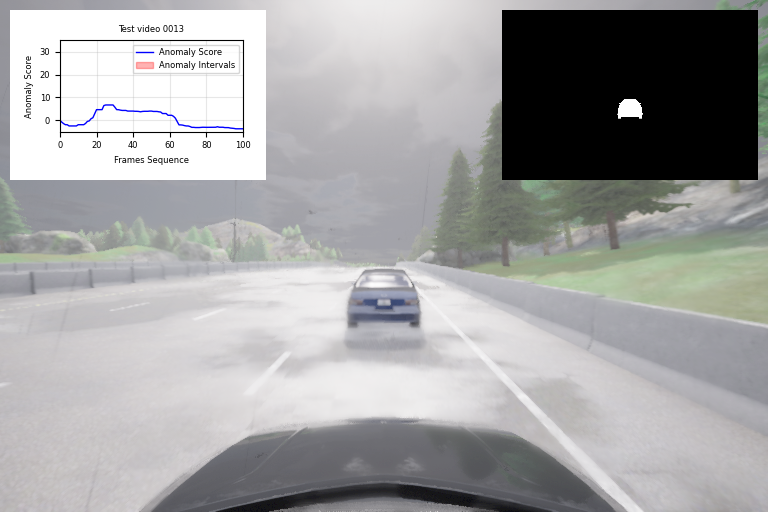 Test video 0013
Anomaly Score
Anomaly Intervals
Anomaly Score
30
20
10
0
0 20 40 60 80 100
Frames Sequence